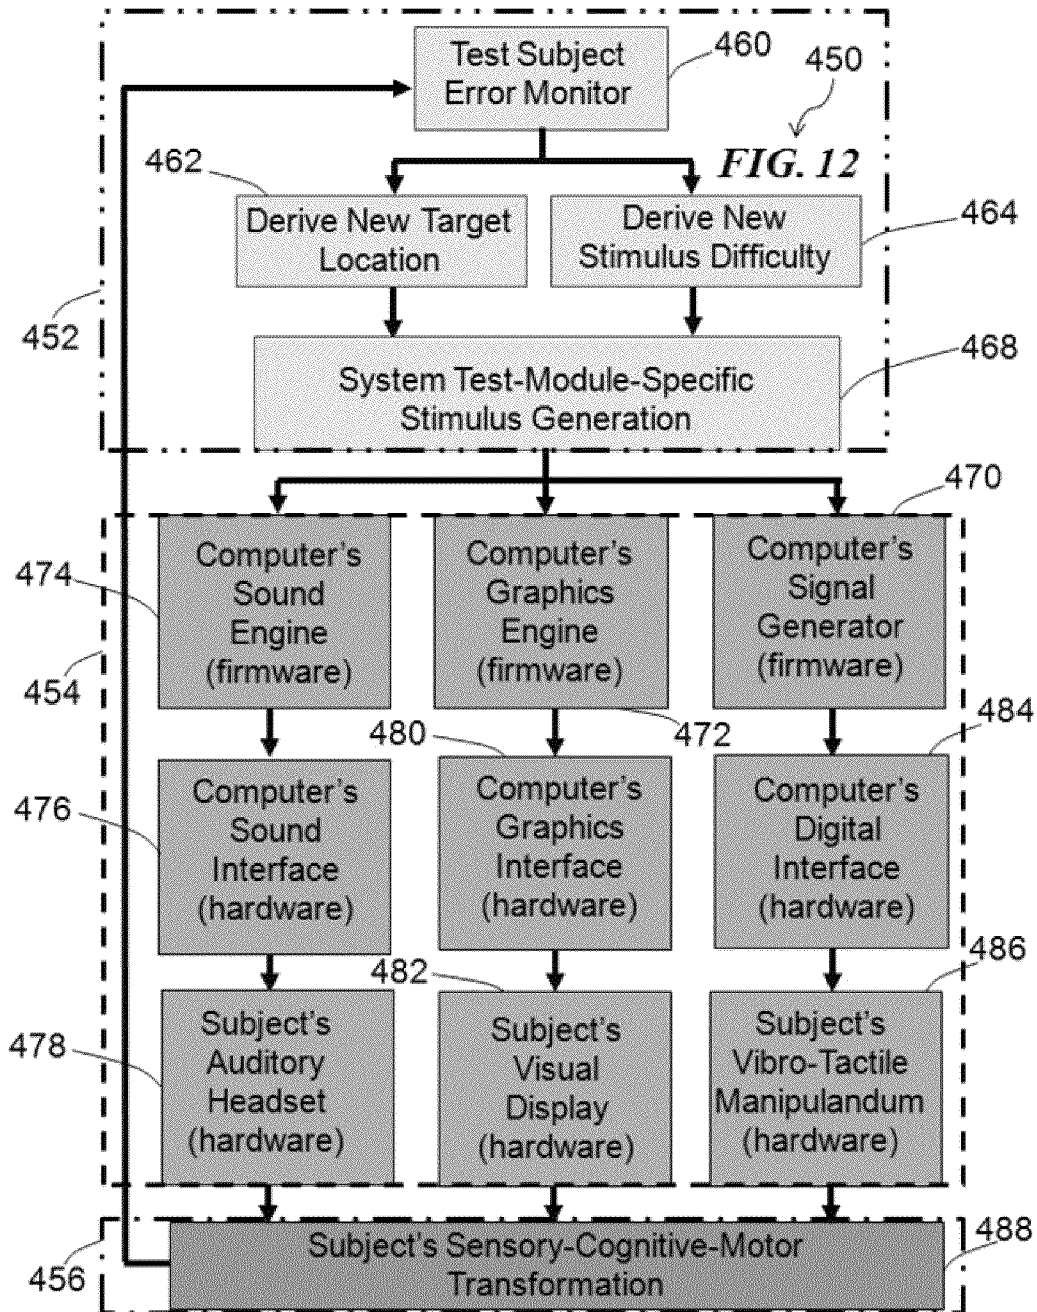 Test Subject
Error Monitor
460
450
FIG. 12
462
Derive New Target
Location
Derive New
Stimulus Difficulty
464
452
System Test-Module-Specific
Stimulus Generation
468
470
474
Computer's
Sound
Engine
(firmware)
Computer's
Graphics
Engine
(firmware)
Computer's
Signal
Generator
(firmware)
454
480
472
484
476
Computer's
Sound
Interface
(hardware)
Computer's
Graphics
Interface
(hardware)
Computer's
Digital
Interface
(hardware)
482
486
478
Subject's
Auditory
Headset
(hardware)
Subject's
Visual
Display
(hardware)
Subject's
Vibro-Tactile
Manipulandum
(hardware)
456
Subject's Sensory-Cognitive-Motor
Transformation
488